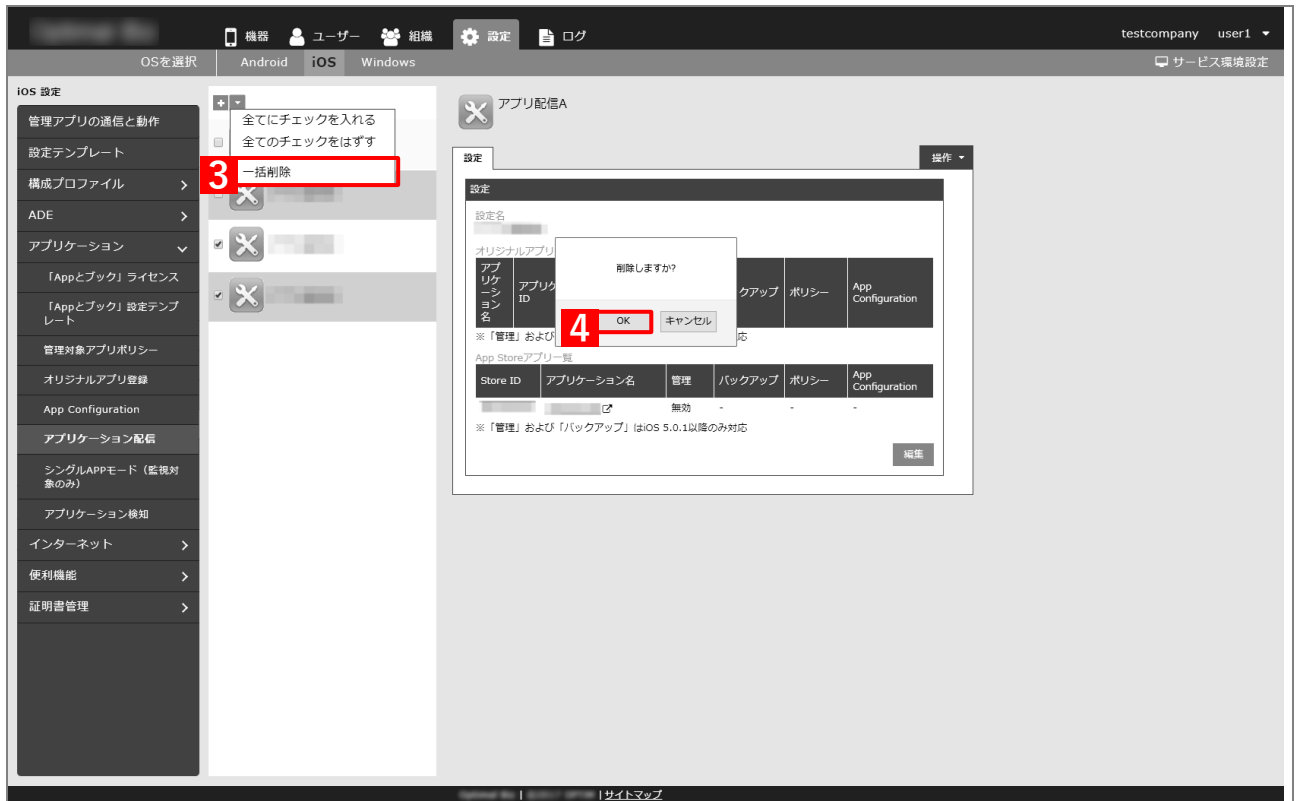 機器 ユーザー 組織 設定 ログ testcompany user1
OSを選択 Android iOS Windows サービス環境設定
iOS 設定
管理アプリの通信と動作
設定テンプレート
構成プロファイル
ADE
アプリケーション
「Appとブック」ライセンス
「Appとブック」設定テンプ
レート
管理対象アプリポリシー
オリジナルアプリ登録
App Configuration
アプリケーション配信
シングルAPPモード（監視対
象のみ）
アプリケーション検知
インターネット
便利機能
証明書管理
全てにチェックを入れる
全てのチェックをはずす
3 一括削除
アプリ配信A
設定 操作
設定
設定名
オリジナルアプリ
アプ
リケ
ーシ
ョン
名
アプリケ
ID
クアップ ポリシー App
Configuration
削除しますか?
4 OK キャンセル
※「管理」および 応
App Storeアプリ一覧
Store ID アプリケーション名 管理 バックアップ ポリシー App
Configuration
無効 - - -
※「管理」および「バックアップ」はiOS 5.0.1以降のみ対応
編集
| | サイトマップ